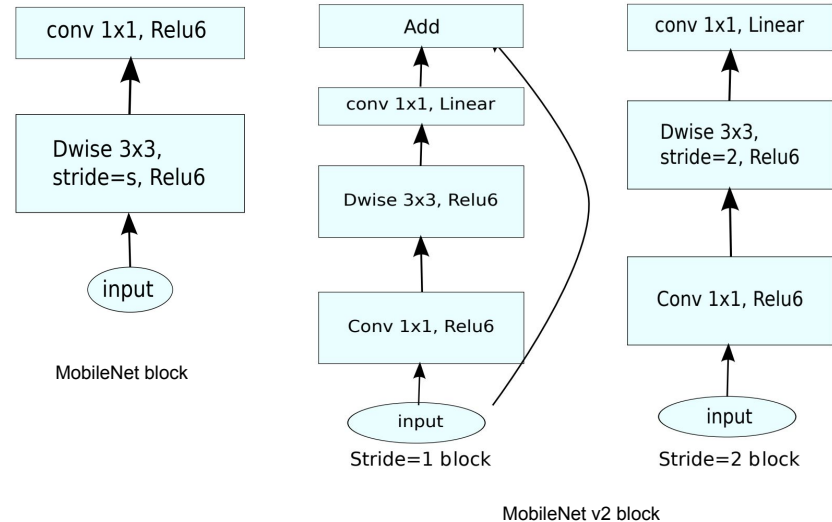 conv 1x1, Relu6
Dwise 3x3,
stride=s, Relu6
input
MobileNet block
Add
conv 1x1, Linear
Dwise 3x3, Relu6
Conv 1x1, Relu6
input
Stride=1 block
conv 1x1, Linear
Dwise 3x3,
stride=2, Relu6
Conv 1x1, Relu6
input
Stride=2 block
MobileNet v2 block